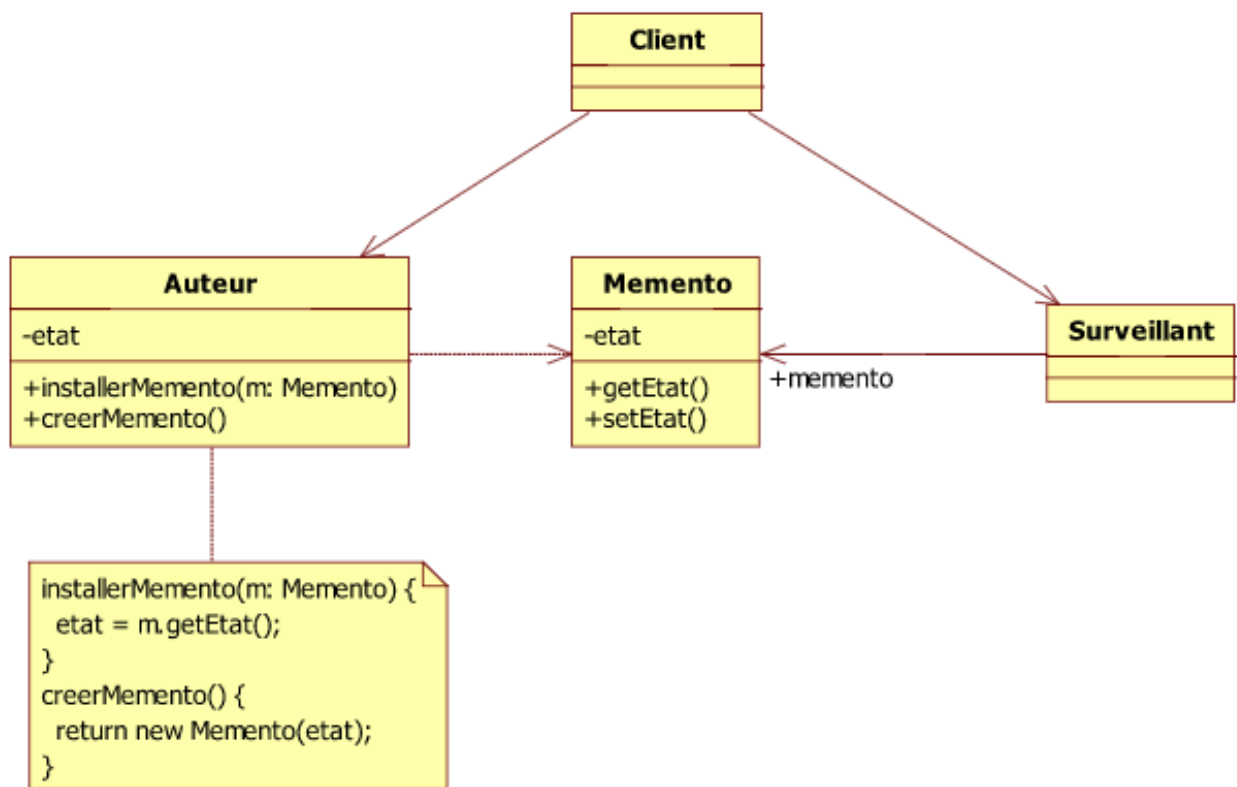 Client
Auteur
-etat
+installerMemento(m: Memento)
+creerMemento()
Memento
-etat
+getEtat()
+setEtat()
+memento
Surveillant
installerMemento(m: Memento) {
etat = m.getEtat();
}
creerMemento() {
return new Memento(etat);
}